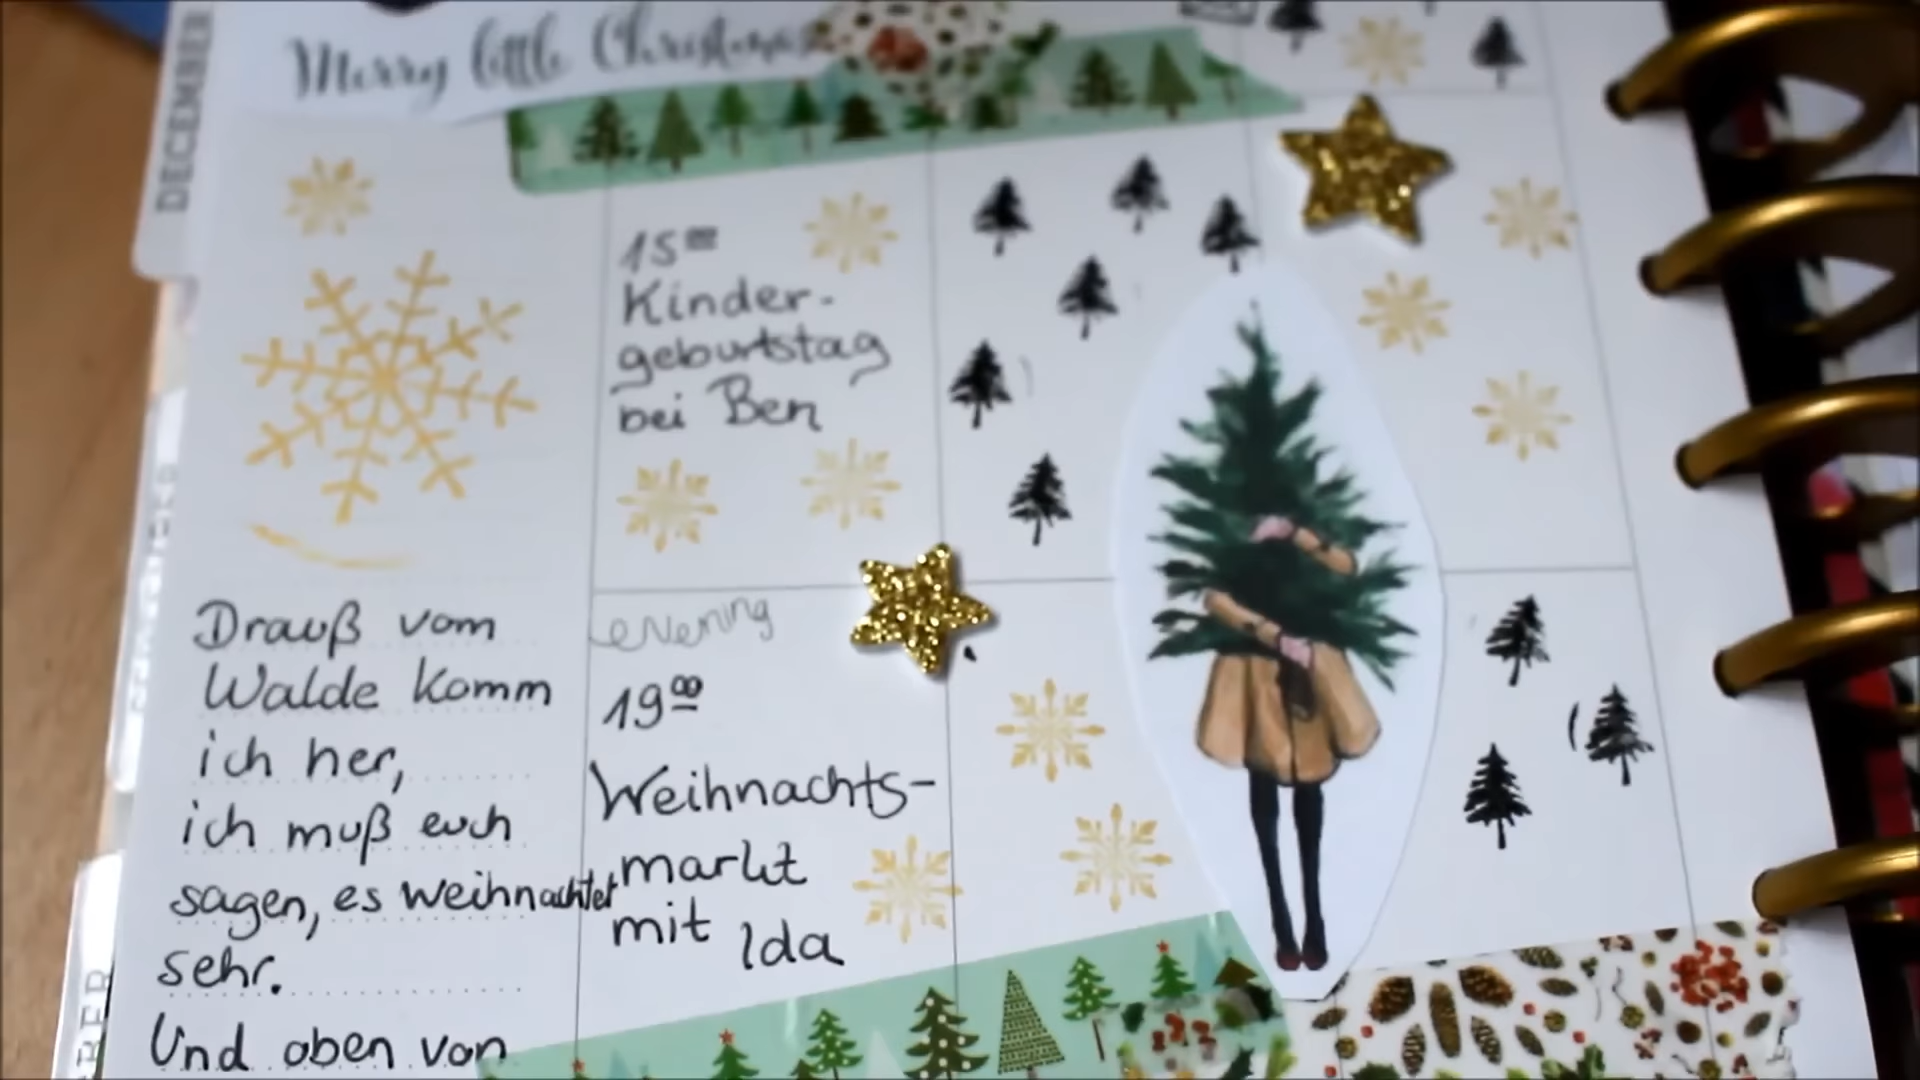 DECEMBER
Merry little Christmas
15⁰⁰
Kinder-
geburtstag
bei Ben
evening
19⁰⁰
Weihnachts-
markt
mit Ida
Drauß vom
Walde komm
ich her,
ich muß euch
sagen, es weihnachtet
sehr.
Und oben von